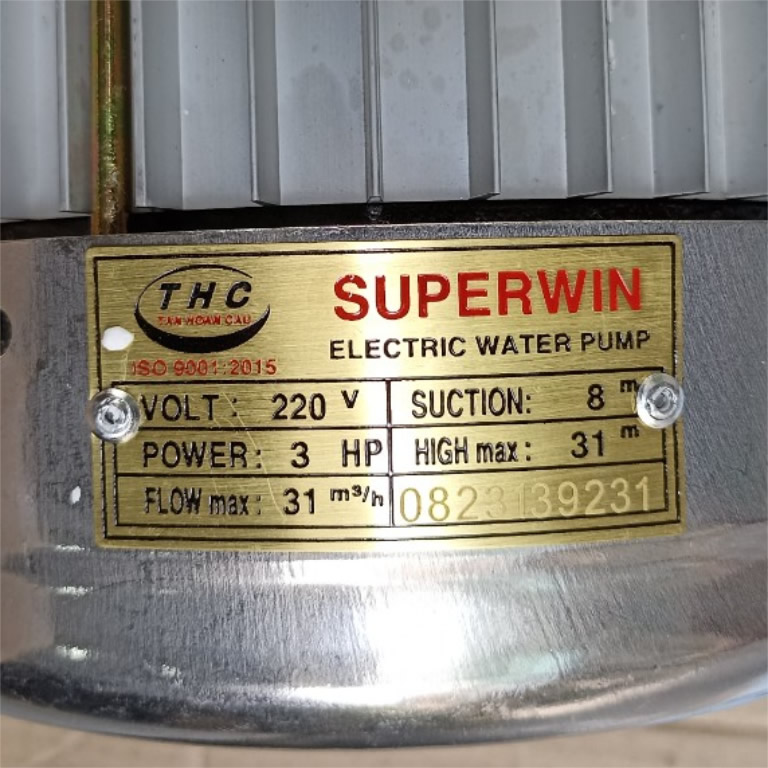 THC
TAN HOAN CAU
ISO 9001:2015
SUPERWIN
ELECTRIC WATER PUMP
VOLT : 220 V
SUCTION: 8 m
POWER: 3 HP
HIGH max: 31 m
FLOW max: 31 m³/h
0823139231